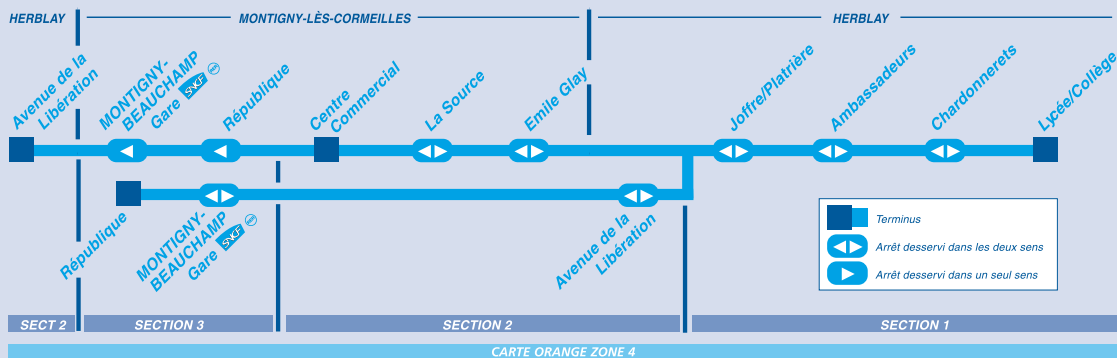 HERBLAY
MONTIGNY-LÈS-CORMEILLES
HERBLAY
Avenue de la
Libération
MONTIGNY-
BEAUCHAMP
Gare SNCF
République
Centre
Commercial
La Source
Emile Glay
Joffre/Platrière
Ambassadeurs
Chardonnerets
Lycée/Collège
République
MONTIGNY-
BEAUCHAMP
Gare SNCF
Avenue de la
Libération
Terminus
Arrêt desservi dans les deux sens
Arrêt desservi dans un seul sens
SECT 2
SECTION 3
SECTION 2
SECTION 1
CARTE ORANGE ZONE 4